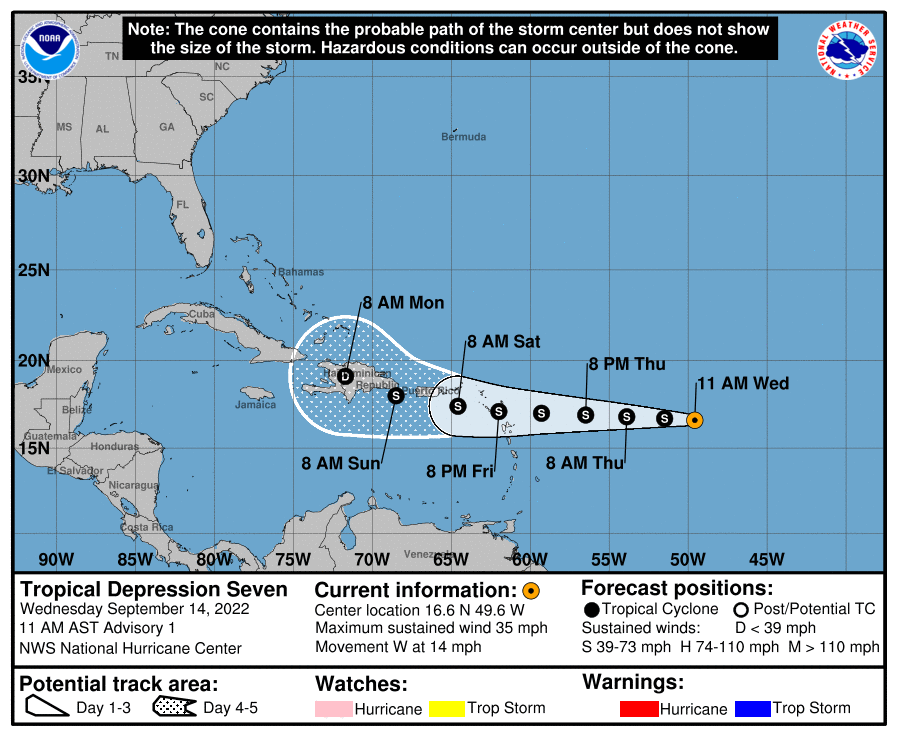 Note: The cone contains the probable path of the storm center but does not show
the size of the storm. Hazardous conditions can occur outside of the cone.
NOAA
NATIONAL WEATHER SERVICE
TN
NC
35N
SC
MS
AL
GA
Bermuda
30N
FL
25N
Bahamas
8 AM Mon
Cuba
8 AM Sat
20N
8 PM Thu
Mexico
D
11 AM Wed
Republic
Puerto Rico
S
S
S
S
S
S
S
Jamaica
Belize
Guatemala
15N
Honduras
8 AM Sun
8 PM Fri
8 AM Thu
El Salvador
Nicaragua
Costa Rica
Venezuela
90W
85W
80W
75W
70W
65W
60W
55W
50W
45W
Tropical Depression Seven
Wednesday September 14, 2022
11 AM AST Advisory 1
NWS National Hurricane Center
Current information:
Center location 16.6 N 49.6 W
Maximum sustained wind 35 mph
Movement W at 14 mph
Forecast positions:
Tropical Cyclone
Post/Potential TC
Sustained winds:
D < 39 mph
S 39-73 mph H 74-110 mph M > 110 mph
Potential track area:
Day 1-3
Day 4-5
Watches:
Hurricane
Trop Storm
Warnings:
Hurricane
Trop Storm